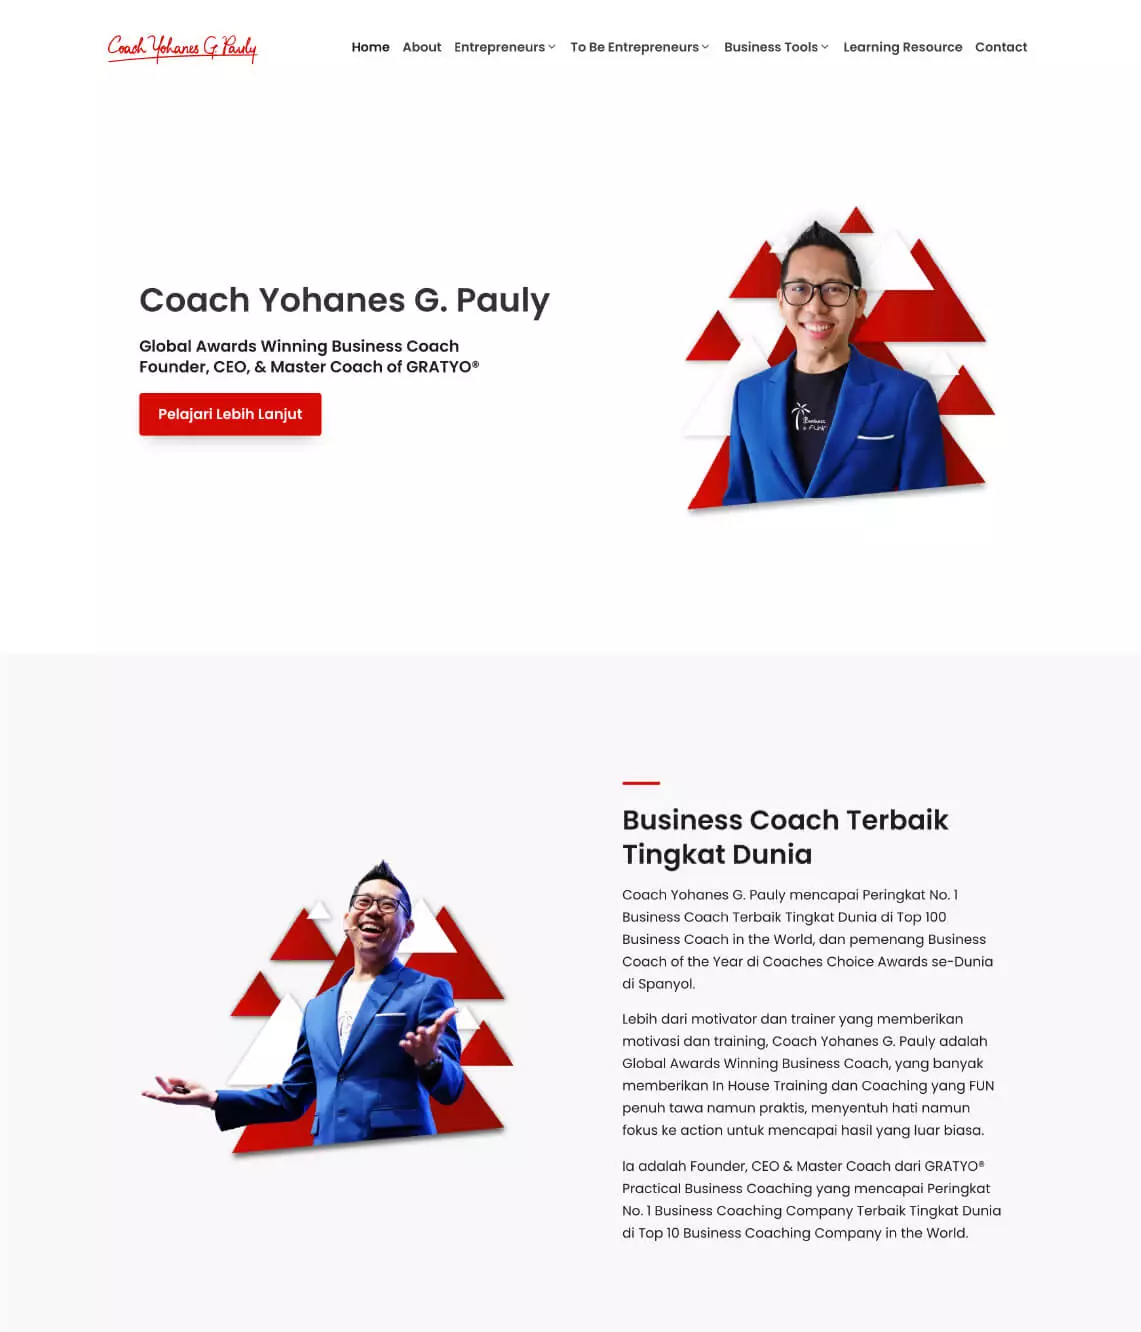 Coach Yohanes G Pauly
Home About Entrepreneurs To Be Entrepreneurs Business Tools Learning Resource Contact
Coach Yohanes G. Pauly
Global Awards Winning Business Coach
Founder, CEO, & Master Coach of GRATYO®
Pelajari Lebih Lanjut
Business
FUN
Business Coach Terbaik
Tingkat Dunia
Coach Yohanes G. Pauly mencapai Peringkat No. 1
Business Coach Terbaik Tingkat Dunia di Top 100
Business Coach in the World, dan pemenang Business
Coach of the Year di Coaches Choice Awards se-Dunia
di Spanyol.
Lebih dari motivator dan trainer yang memberikan
motivasi dan training, Coach Yohanes G. Pauly adalah
Global Awards Winning Business Coach, yang banyak
memberikan In House Training dan Coaching yang FUN
penuh tawa namun praktis, menyentuh hati namun
fokus ke action untuk mencapai hasil yang luar biasa.
Ia adalah Founder, CEO & Master Coach dari GRATYO®
Practical Business Coaching yang mencapai Peringkat
No. 1 Business Coaching Company Terbaik Tingkat Dunia
di Top 10 Business Coaching Company in the World.